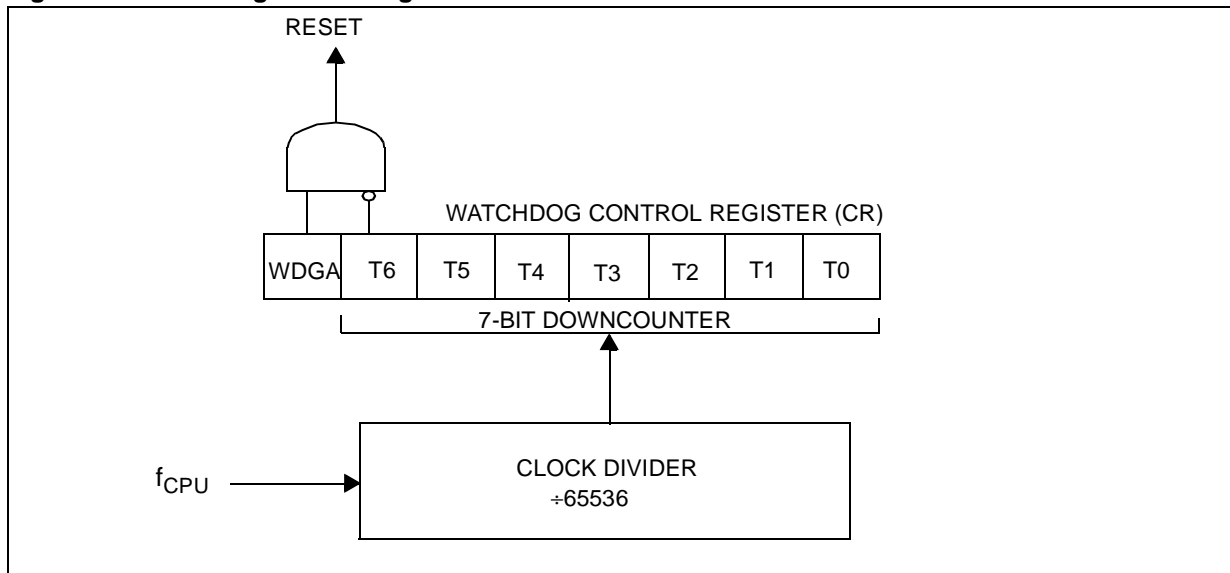 RESET
WATCHDOG CONTROL REGISTER (CR)
WDGA T6 T5 T4 T3 T2 T1 T0
7-BIT DOWNCOUNTER
fCPU
CLOCK DIVIDER
÷65536